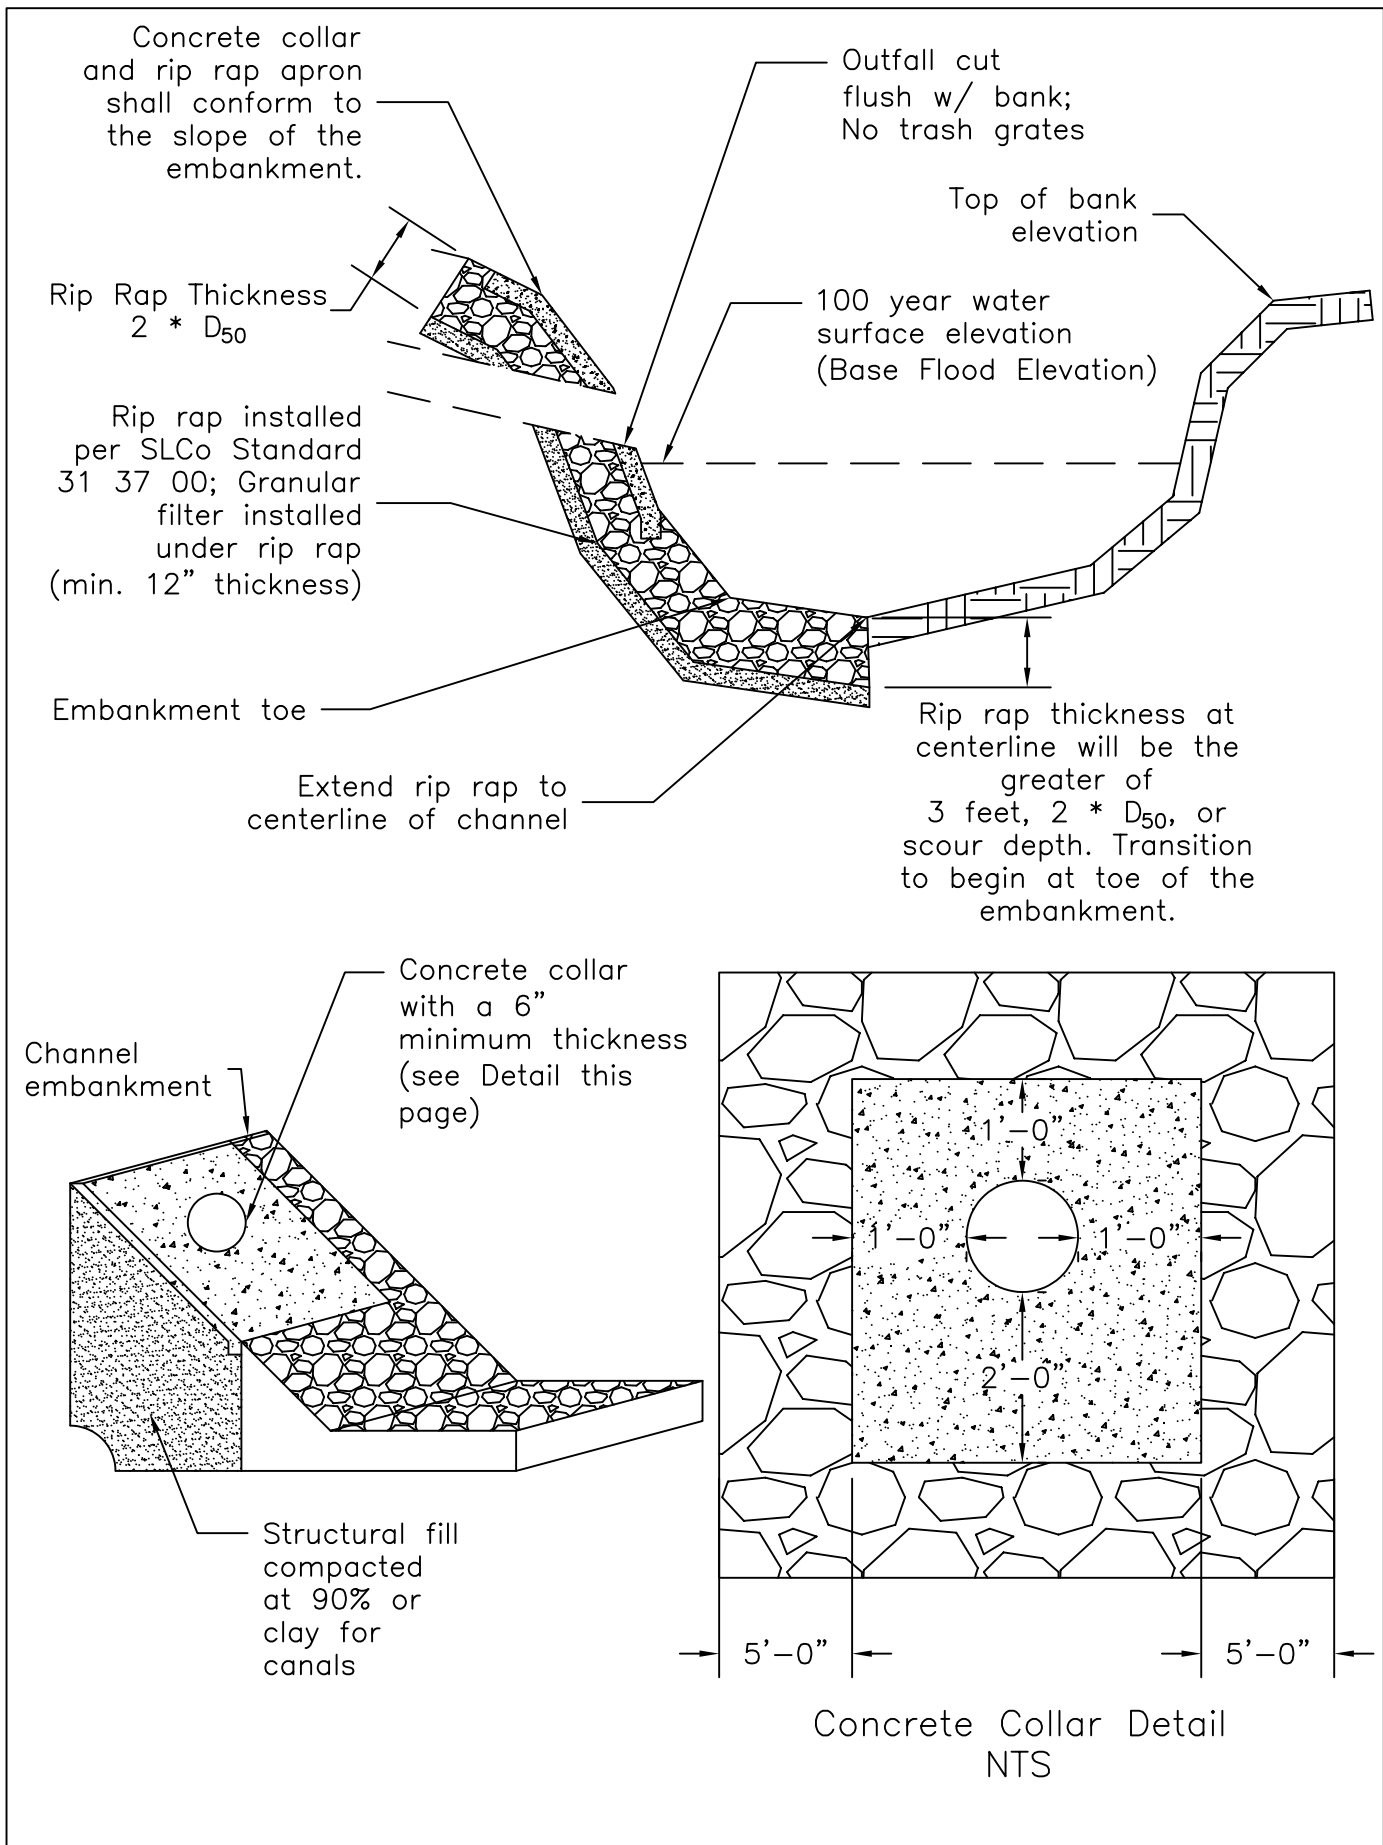 Concrete collar
and rip rap apron
shall conform to
the slope of the
embankment.
Outfall cut
flush w/ bank;
No trash grates
Top of bank
elevation
Rip Rap Thickness
2 * D50
100 year water
surface elevation
(Base Flood Elevation)
Rip rap installed
per SLCo Standard
31 37 00; Granular
filter installed
under rip rap
(min. 12” thickness)
Embankment toe
Extend rip rap to
centerline of channel
Rip rap thickness at
centerline will be the
greater of
3 feet, 2 * D50, or
scour depth. Transition
to begin at toe of the
embankment.
Concrete collar
with a 6”
minimum thickness
(see Detail this
page)
Channel
embankment
Structural fill
compacted
at 90% or
clay for
canals
1'-0”
1'-0”
1'-0”
2'-0”
5'-0”
5'-0”
Concrete Collar Detail
NTS